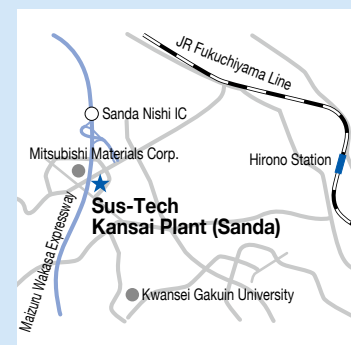 JR Fukuchiyama Line
Sanda Nishi IC
Mitsubishi Materials Corp.
Hirono Station
Sus-Tech
Kansai Plant (Sanda)
Maizuru Wakasa Expressway
Kwansei Gakuin University